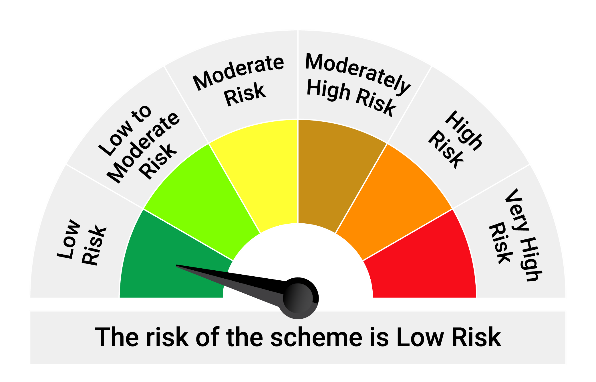 Low
Risk
Low to
Moderate
Risk
Moderate
Risk
Moderately
High Risk
High
Risk
Very High
Risk
The risk of the scheme is Low Risk